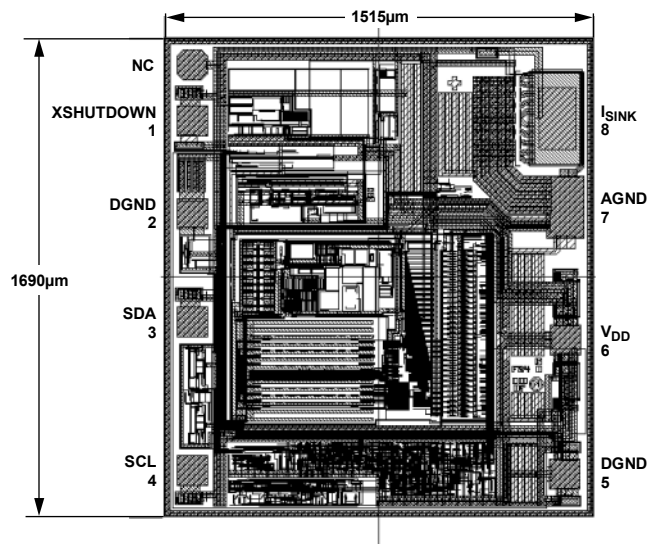 1515µm
NC
XSHUTDOWN
1
DGND
2
1690µm
SDA
3
SCL
4
ISINK
8
AGND
7
VDD
6
DGND
5